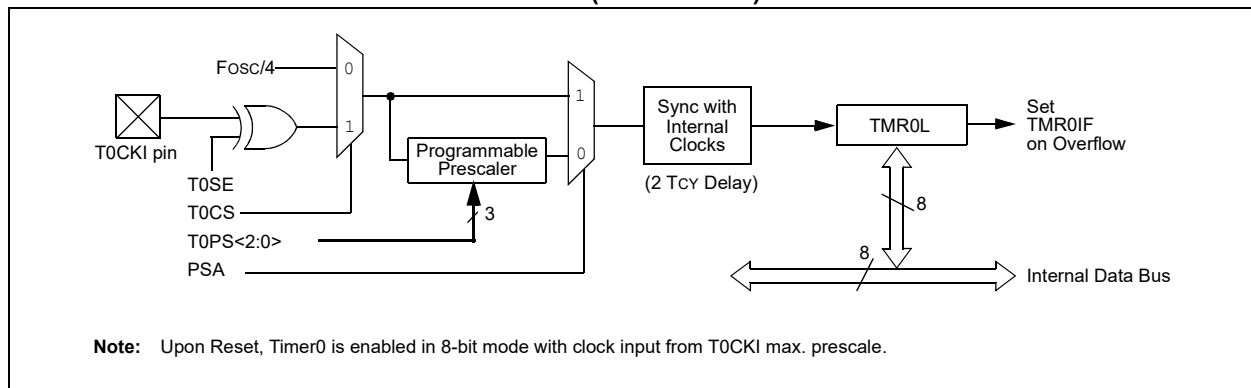 FOSC/4
0
1
T0CKI pin
T0SE
T0CS
T0PS<2:0>
PSA
Programmable
Prescaler
3
1
0
Sync with
Internal
Clocks
(2 TCY Delay)
TMR0L
Set
TMR0IF
on Overflow
8
8
Internal Data Bus
Note: Upon Reset, Timer0 is enabled in 8-bit mode with clock input from T0CKI max. prescale.